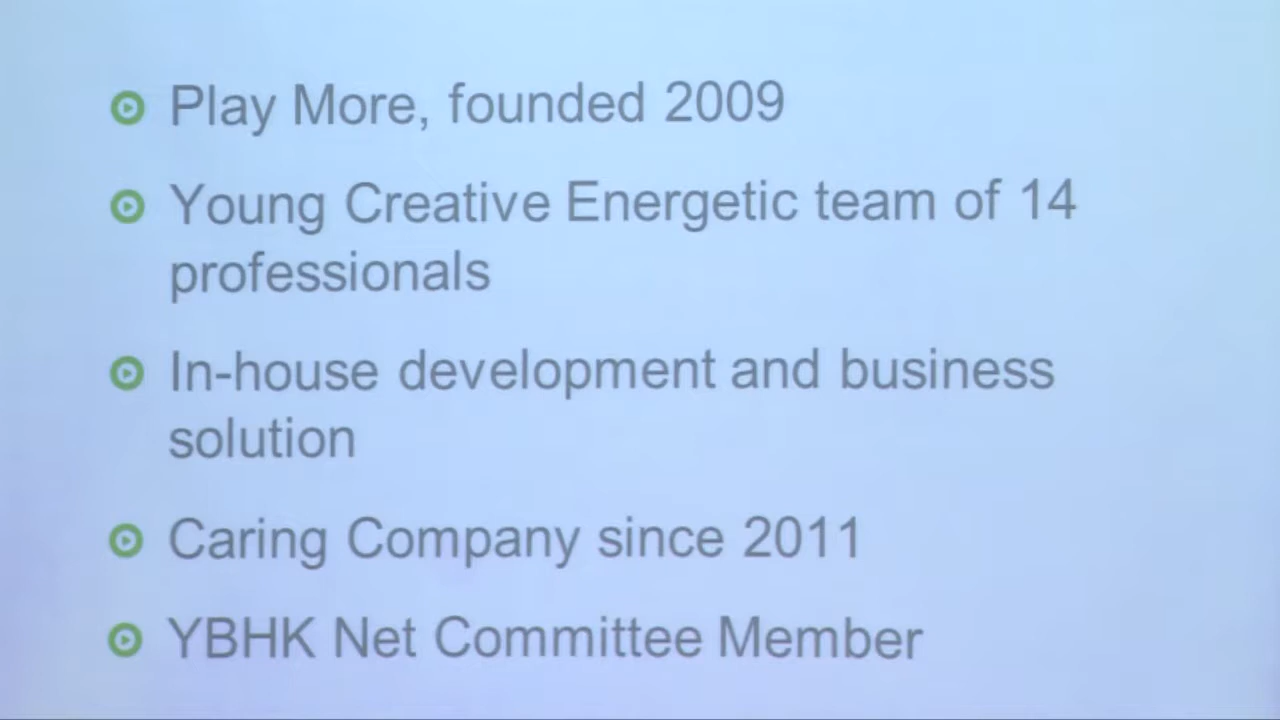 Play More, founded 2009
Young Creative Energetic team of 14
professionals
In-house development and business
solution
Caring Company since 2011
YBHK Net Committee Member